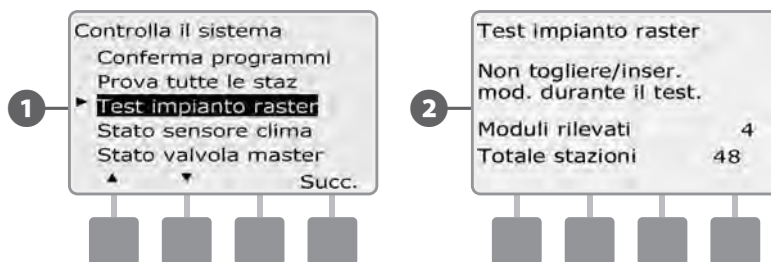 1
Controlla il sistema
Conferma programmi
Prova tutte le staz
Test impianto raster
Stato sensore clima
Stato valvola master
Succ.
2
Test impianto raster
Non togliere/inser.
mod. durante il test.
Moduli rilevati 4
Totale stazioni 48